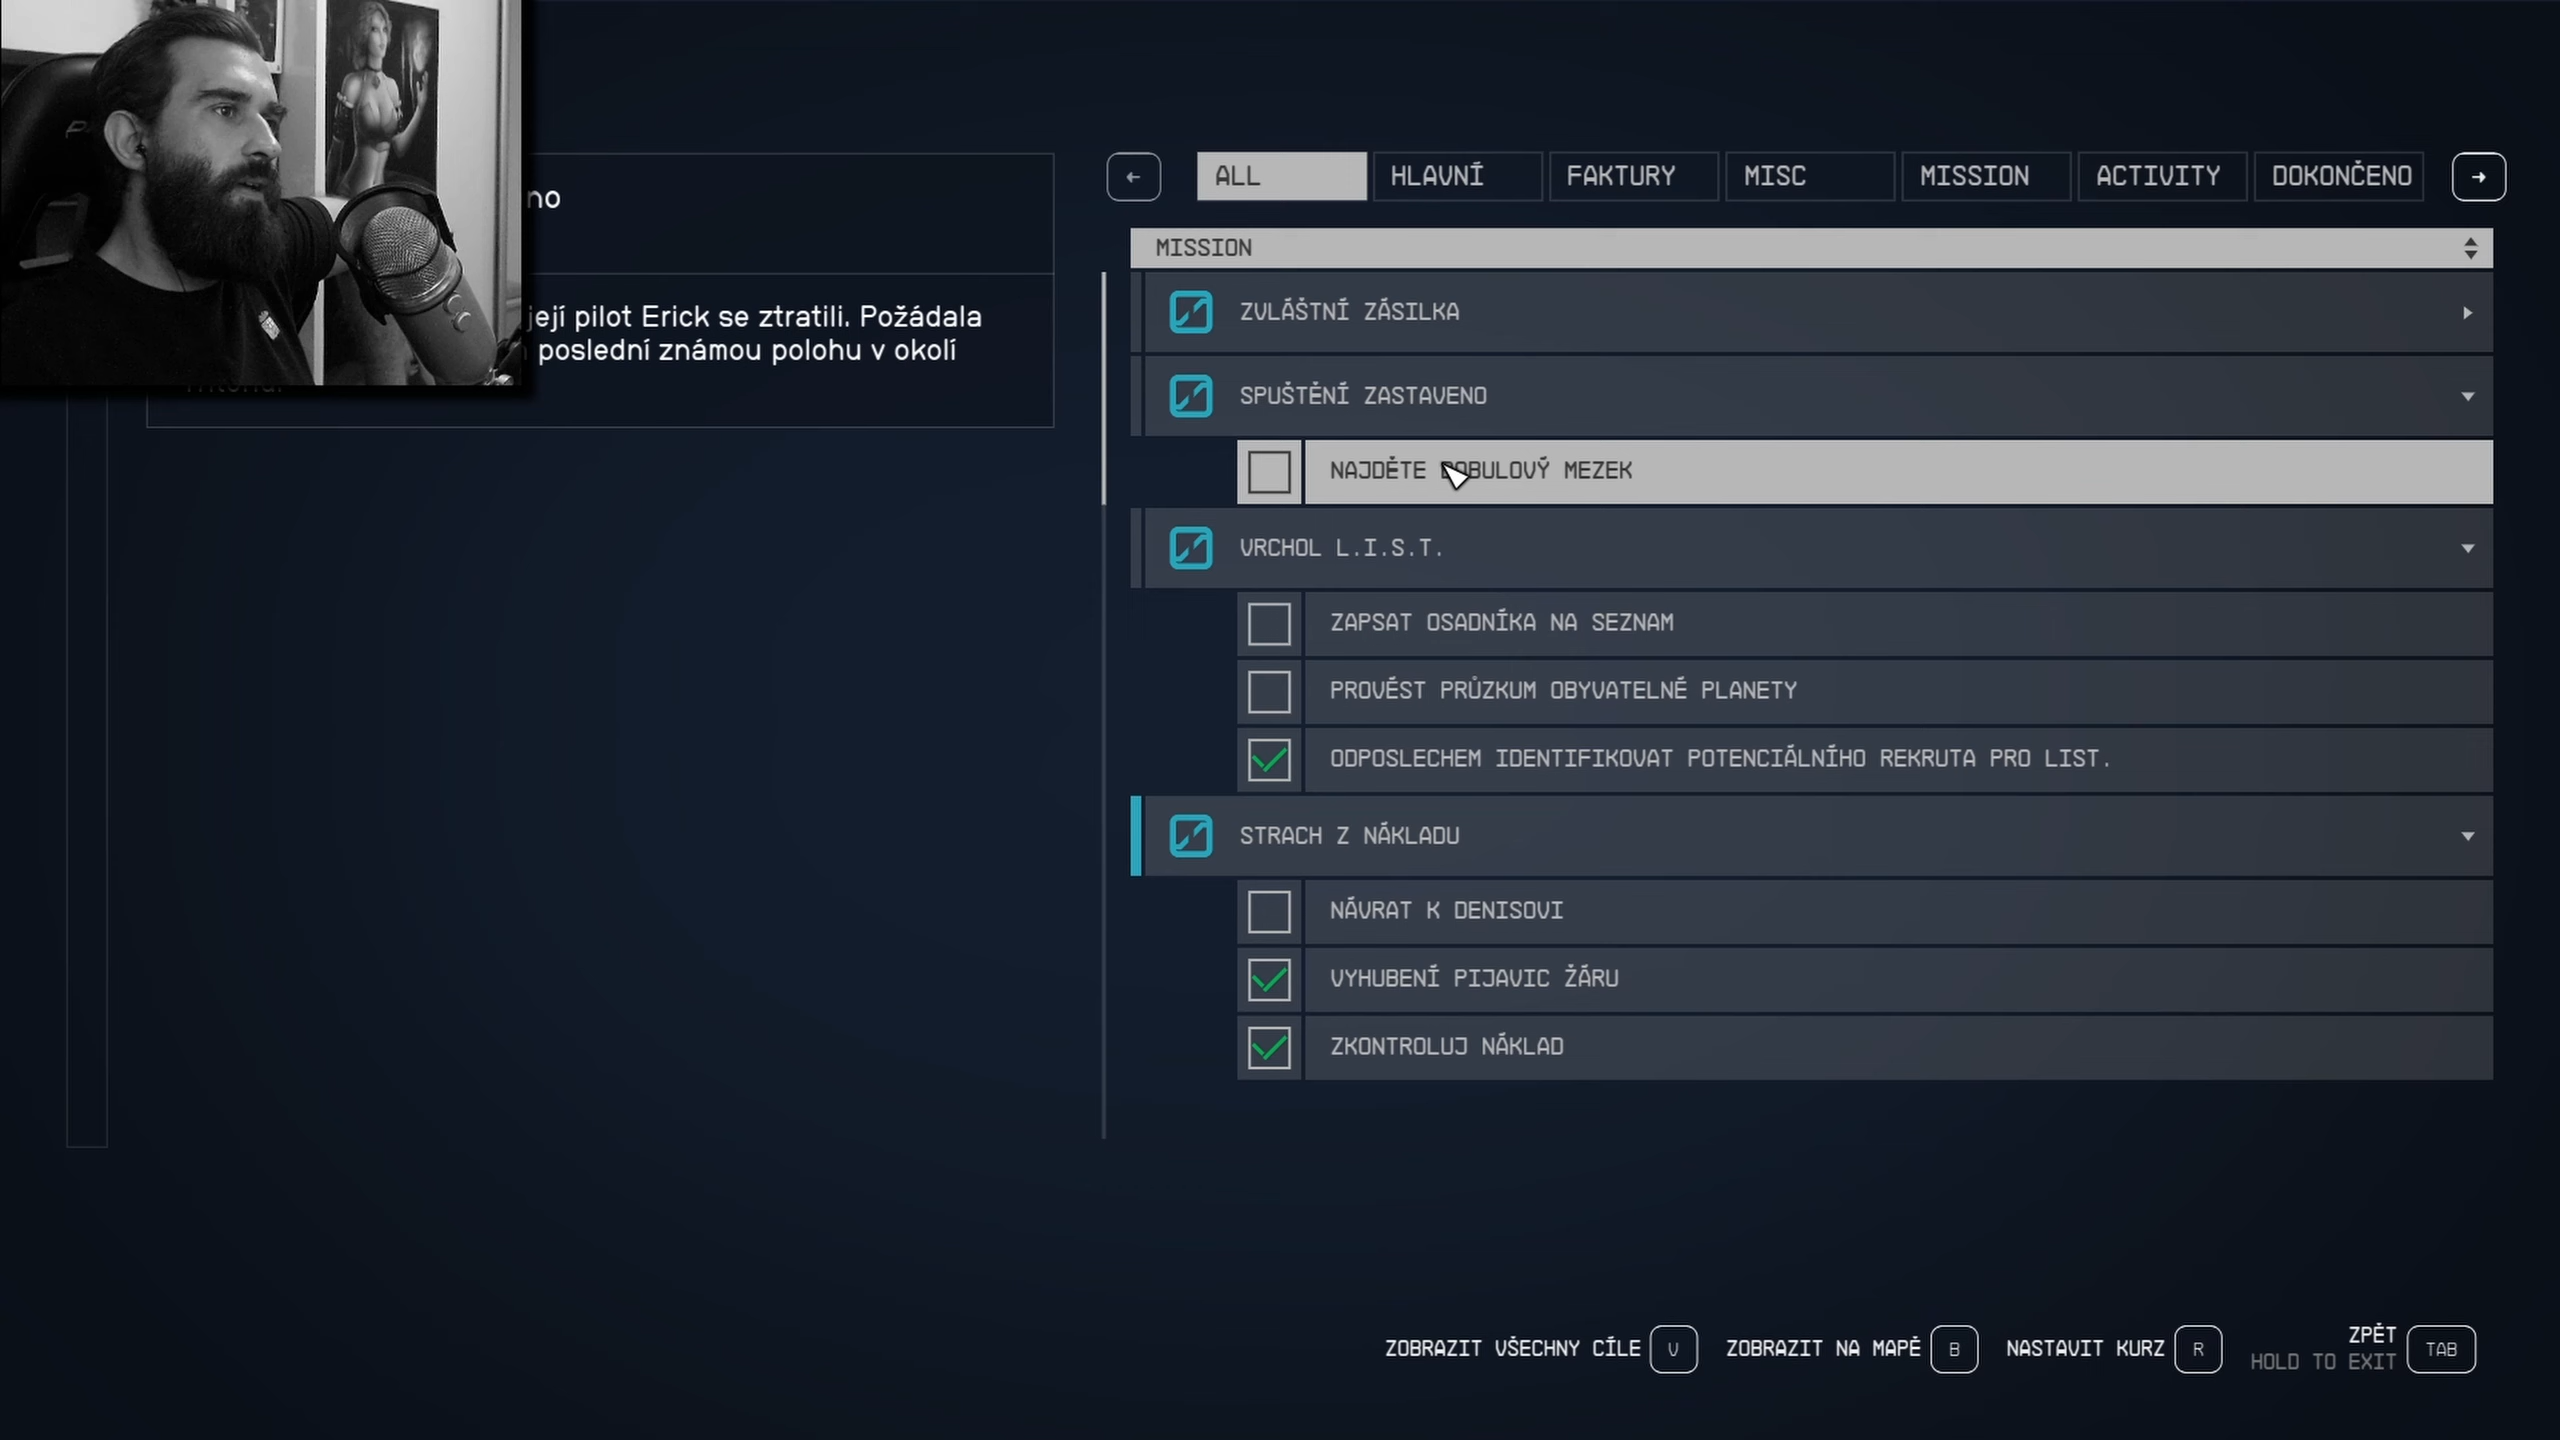 no
její pilot Erick se ztratili. Požádala
poslední známou polohu v okolí
ALL
HLAVNÍ
FAKTURY
MISC
MISSION
ACTIVITY
DOKONČENO
MISSION
ZVLÁŠTNÍ ZÁSILKA
SPUŠTĚNÍ ZASTAVENO
NAJDĚTE BOBULOVÝ MEZEK
VRCHOL L.I.S.T.
ZAPSAT OSADNÍKA NA SEZNAM
PROVÉST PRŮZKUM OBYVATELNÉ PLANETY
ODPOSLECHEM IDENTIFIKOVAT POTENCIÁLNÍHO REKRUTA PRO LIST.
STRACH Z NÁKLADU
NÁVRAT K DENISOVI
VYHUBENÍ PIJAVIC ŽÁRU
ZKONTROLUJ NÁKLAD
ZOBRAZIT VŠECHNY CÍLE V
ZOBRAZIT NA MAPĚ B
NASTAVIT KURZ R
ZPĚT
HOLD TO EXIT TAB